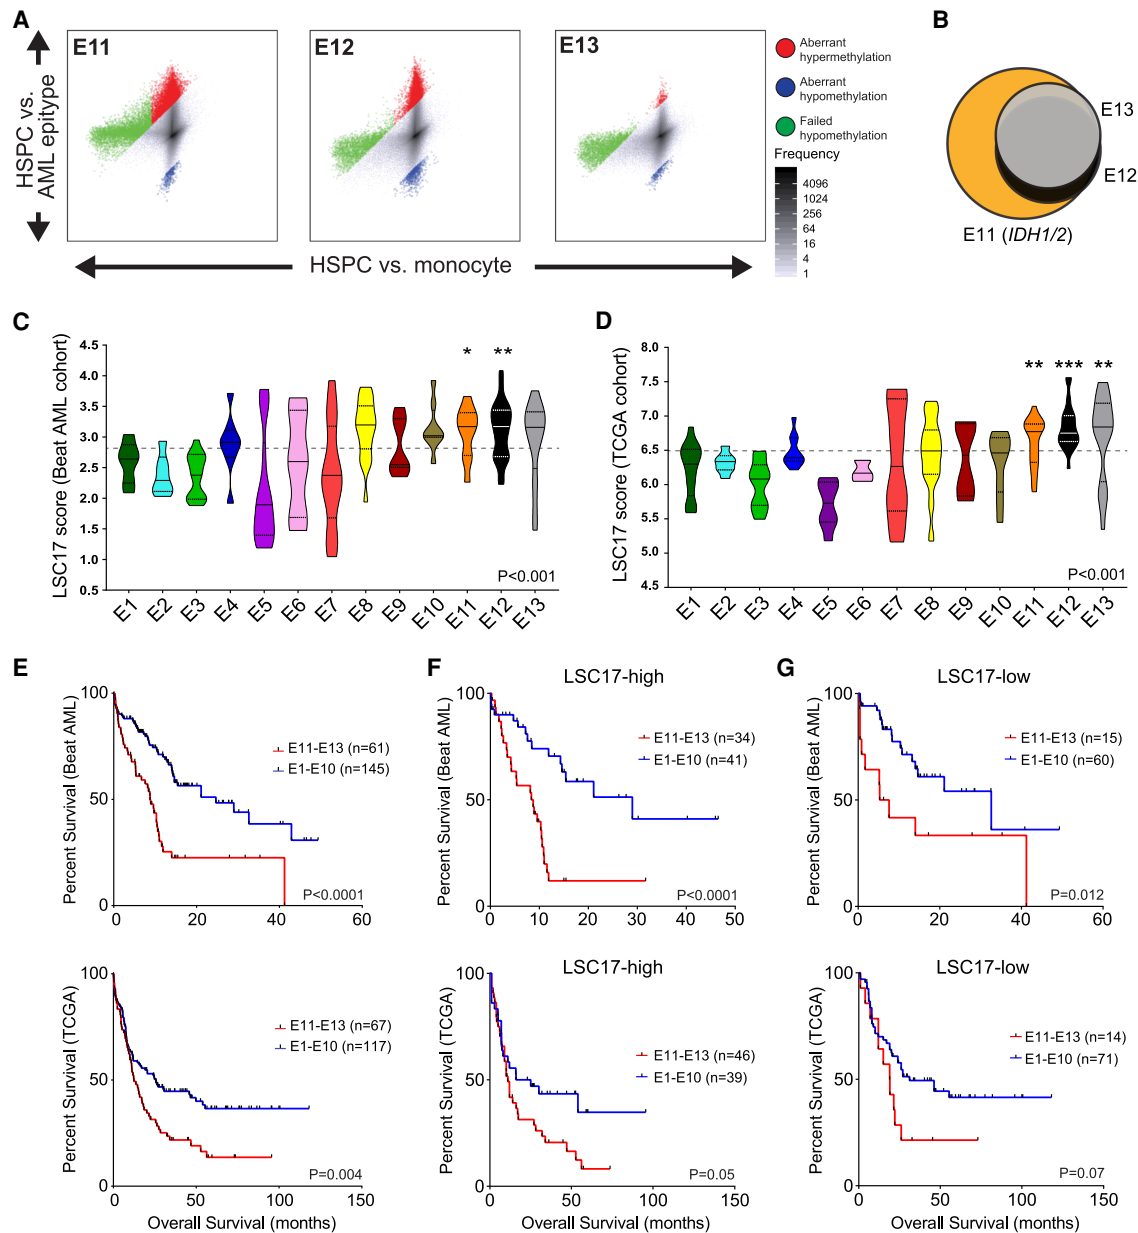 A
E11
E12
E13
HSPC vs.
AML epitype
HSPC vs. monocyte
Aberrant
hypermethylation
Aberrant
hypomethylation
Failed
hypomethylation
Frequency
4096
1024
256
64
16
4
1
B
E13
E12
E11 (IDH1/2)
C
LSC17 score (Beat AML cohort)
4.5
4.0
3.5
3.0
2.5
2.0
1.5
1.0
0.5
* **
P<0.001
E1 E2 E3 E4 E5 E6 E7 E8 E9 E10 E11 E12 E13
D
LSC17 score (TCGA cohort)
8.0
7.5
7.0
6.5
6.0
5.5
5.0
4.5
** *** **
P<0.001
E1 E2 E3 E4 E5 E6 E7 E8 E9 E10 E11 E12 E13
E
Percent Survival (Beat AML)
100
50
0
E11-E13 (n=61)
E1-E10 (n=145)
P<0.0001
0 20 40 60
F
LSC17-high
Percent Survival (Beat AML)
100
50
0
E11-E13 (n=34)
E1-E10 (n=41)
P<0.0001
0 10 20 30 40 50
G
LSC17-low
Percent Survival (Beat AML)
100
50
0
E11-E13 (n=15)
E1-E10 (n=60)
P=0.012
0 20 40 60
Percent Survival (TCGA)
100
50
0
E11-E13 (n=67)
E1-E10 (n=117)
P=0.004
0 50 100 150
Overall Survival (months)
LSC17-high
Percent Survival (TCGA)
100
50
0
E11-E13 (n=46)
E1-E10 (n=39)
P=0.05
0 50 100 150
Overall Survival (months)
LSC17-low
Percent Survival (TCGA)
100
50
0
E11-E13 (n=14)
E1-E10 (n=71)
P=0.07
0 50 100 150
Overall Survival (months)